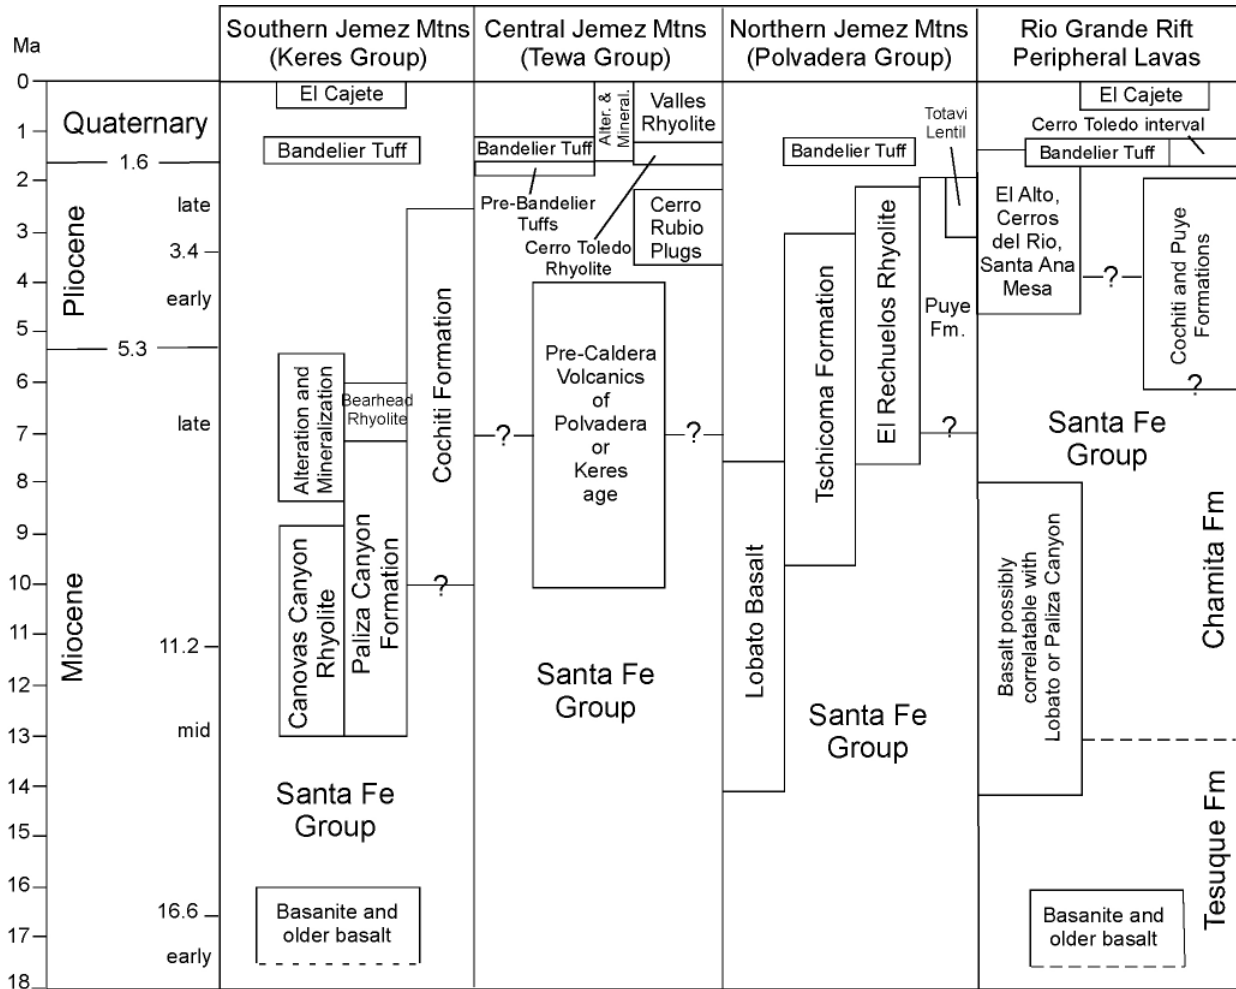 Ma
Southern Jemez Mtns
(Keres Group)
Central Jemez Mtns
(Tewa Group)
Northern Jemez Mtns
(Polvadera Group)
Rio Grande Rift
Peripheral Lavas
0
1
2
3
4
5
6
7
8
9
10
11
12
13
14
15
16
17
18
Quaternary
1.6
Pliocene
late
3.4
early
5.3
Miocene
late
11.2
mid
16.6
early
El Cajete
Bandelier Tuff
Cochiti Formation
Alteration and
Mineralization
Bearhead
Rhyolite
Canovas Canyon
Rhyolite
Paliza Canyon
Formation
?
Santa Fe
Group
Basanite and
older basalt
Alter. &
Mineral.
Valles
Rhyolite
Bandelier Tuff
Pre-Bandelier
Tuffs
Cerro Toledo
Rhyolite
Cerro
Rubio
Plugs
Pre-Caldera
Volcanics
of
Polvadera
or
Keres
age
?
?
Santa Fe
Group
Totavi
Lentil
Bandelier Tuff
Lobato Basalt
Tschicoma Formation
El Rechuelos Rhyolite
Puye
Fm.
?
Santa Fe
Group
El Cajete
Cerro Toledo interval
Bandelier Tuff
El Alto,
Cerros
del Rio,
Santa Ana
Mesa
?
Cochiti and Puye
Formations
?
Santa Fe
Group
Basalt possibly
correlatable with
Lobato or Paliza Canyon
Chamita Fm
Tesuque Fm
Basanite and
older basalt